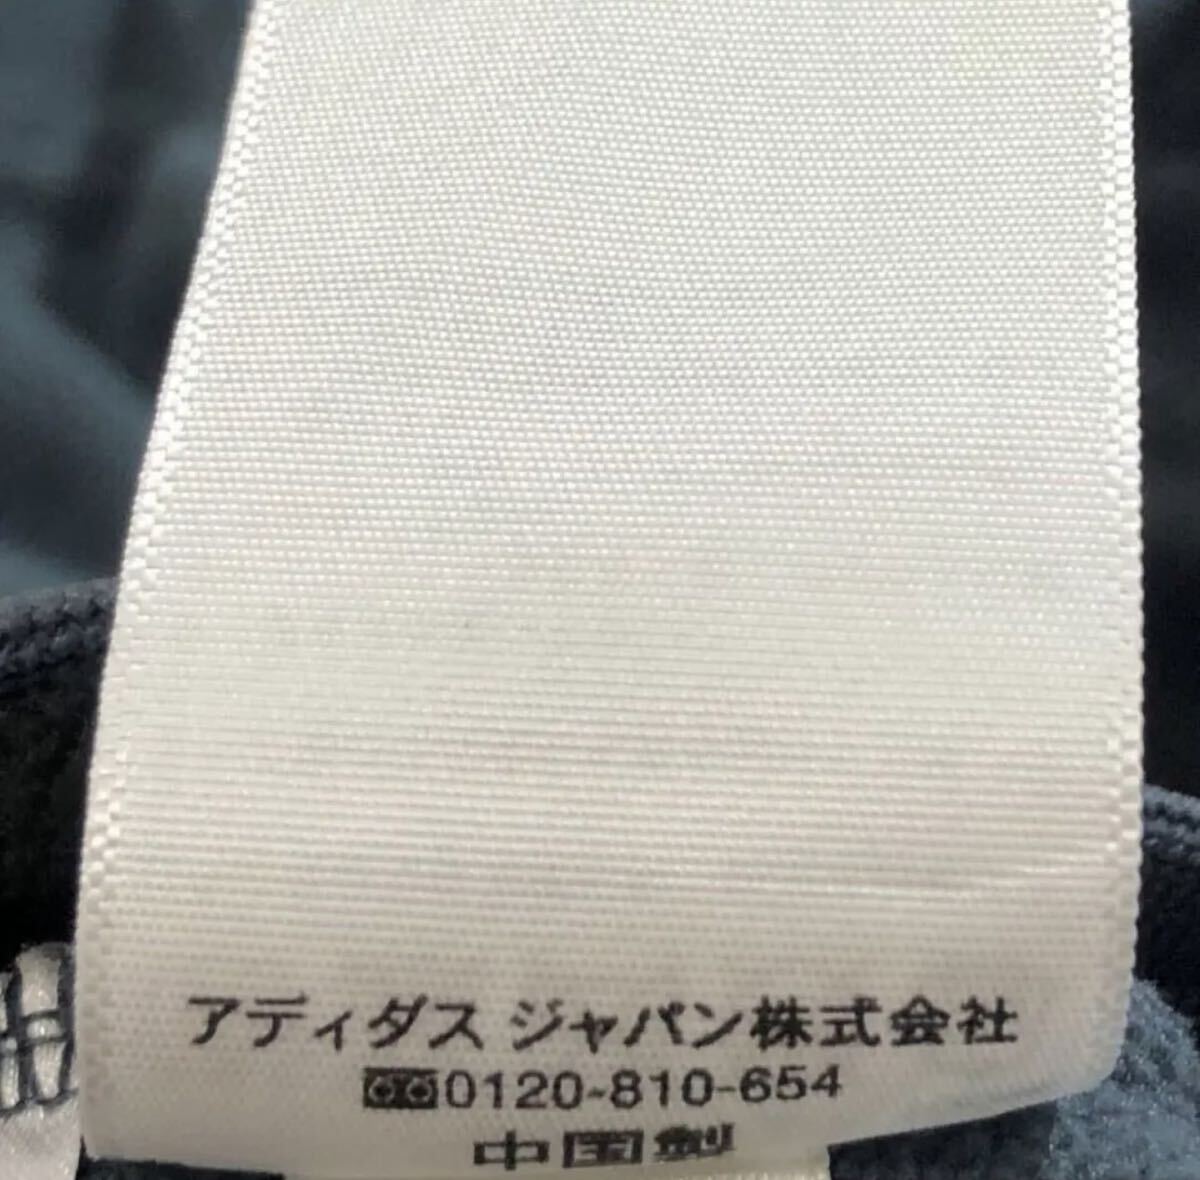 アディダス ジャパン株式会社
0120-810-654
中国製